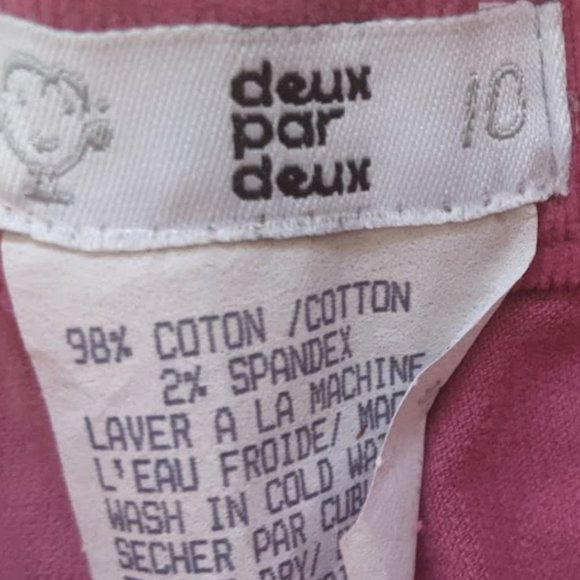 deux
par
deux
10
98% COTON /COTTON
2% SPANDEX
LAVER A LA MACHINE
L'EAU FROIDE/
WASH IN COLD
SECHER PAR
DRY/